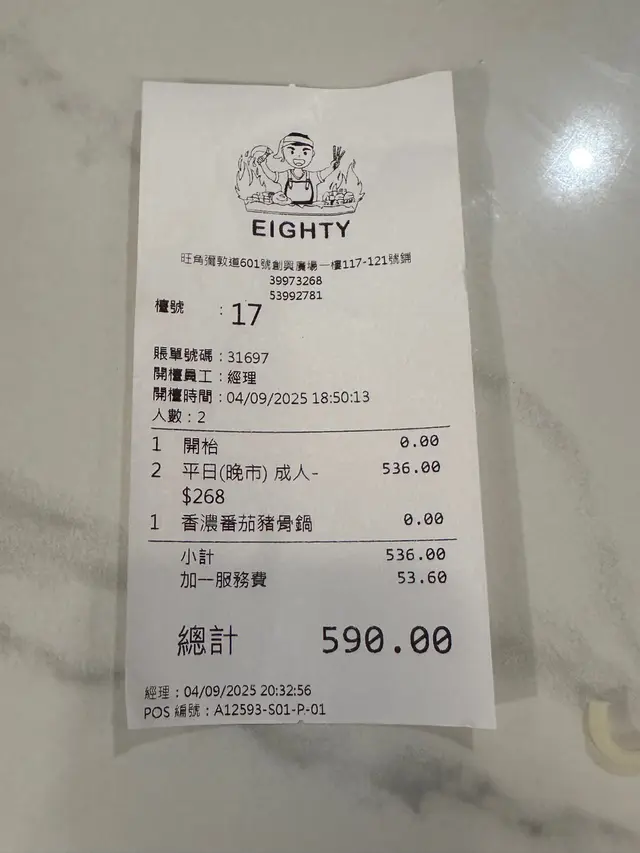 EIGHTY
旺角彌敦道601號創興廣場一樓117-121號鋪
39973268
53992781
檯號 : 17
賬單號碼 : 31697
開檯員工 : 經理
開檯時間 : 04/09/2025 18:50:13
人數 : 2
1 開枱 0.00
2 平日(晚市) 成人- 536.00
$268
1 香濃番茄豬骨鍋 0.00
小計 536.00
加一服務費 53.60
總計 590.00
經理 : 04/09/2025 20:32:56
POS 編號 : A12593-S01-P-01